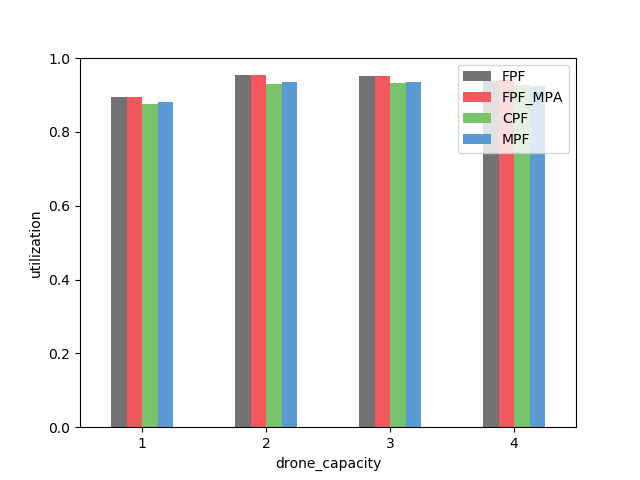 1.0
0.8
0.6
0.4
0.2
0.0
utilization
FPF
FPF_MPA
CPF
MPF
1 2 3 4
drone_capacity